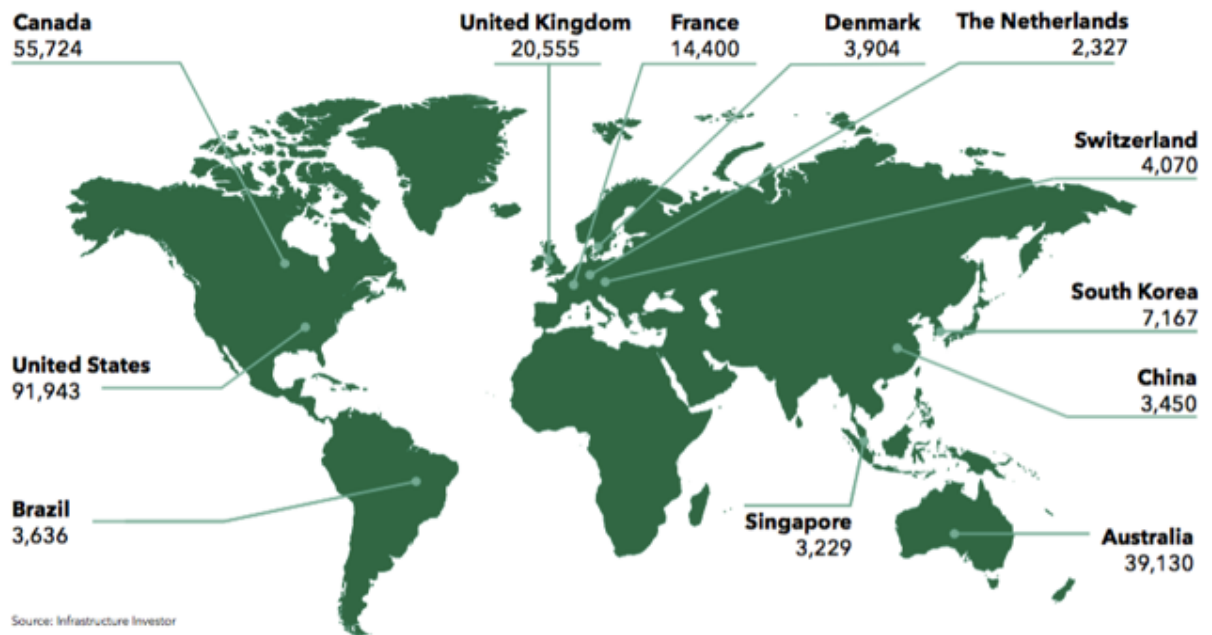 Canada
55,724
United Kingdom
20,555
France
14,400
Denmark
3,904
The Netherlands
2,327
Switzerland
4,070
South Korea
7,167
United States
91,943
China
3,450
Brazil
3,636
Singapore
3,229
Australia
39,130
Source: Infrastructure Investor